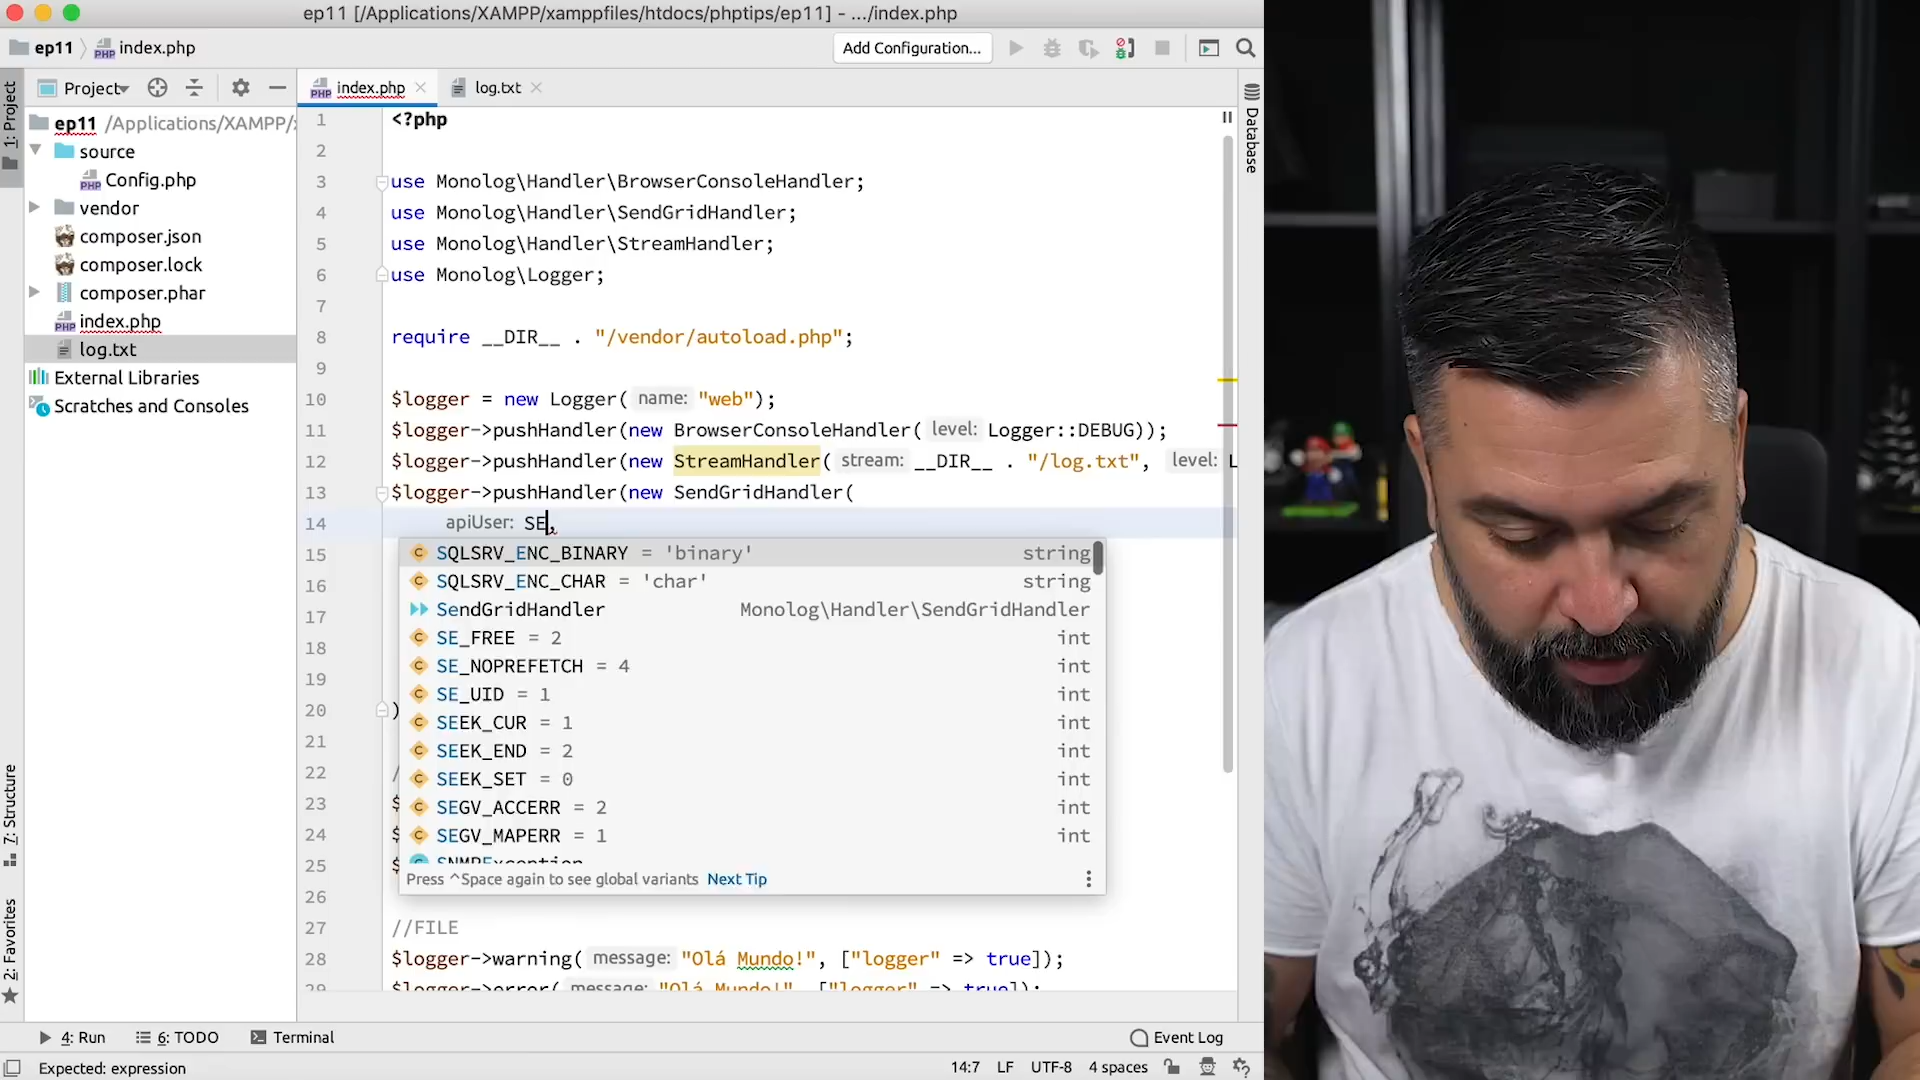 ep11 [/Applications/XAMPP/xamppfiles/htdocs/phptips/ep11] - .../index.php
ep11
index.php
Add Configuration...
1: Project
Project
index.php
log.txt
Database
ep11 /Applications/XAMPP/
source
Config.php
vendor
composer.json
composer.lock
composer.phar
index.php
log.txt
External Libraries
Scratches and Consoles
1 <?php
2
3 use Monolog\Handler\BrowserConsoleHandler;
4 use Monolog\Handler\SendGridHandler;
5 use Monolog\Handler\StreamHandler;
6 use Monolog\Logger;
7
8 require __DIR__ . "/vendor/autoload.php";
9
10 $logger = new Logger( name: "web");
11 $logger->pushHandler(new BrowserConsoleHandler( level: Logger::DEBUG));
12 $logger->pushHandler(new StreamHandler( stream: __DIR__ . "/log.txt", level: L
13 $logger->pushHandler(new SendGridHandler(
14 apiUser: SE,
15
16
17
18
19
20 )
21
22 /
23 $
24 $
25 $
26
27 //FILE
28 $logger->warning( message: "Olá Mundo!", ["logger" => true]);
29 $logger->error( message: "Olá Mundo!", ["logger" => true]);
SQLSRV_ENC_BINARY = 'binary' string
SQLSRV_ENC_CHAR = 'char' string
SendGridHandler Monolog\Handler\SendGridHandler
SE_FREE = 2 int
SE_NOPREFETCH = 4 int
SE_UID = 1 int
SEEK_CUR = 1 int
SEEK_END = 2 int
SEEK_SET = 0 int
SEGV_ACCERR = 2 int
SEGV_MAPERR = 1 int
SNMPException
Press ^Space again to see global variants Next Tip
7: Structure
2: Favorites
4: Run
6: TODO
Terminal
Event Log
Expected: expression
14:7 LF UTF-8 4 spaces